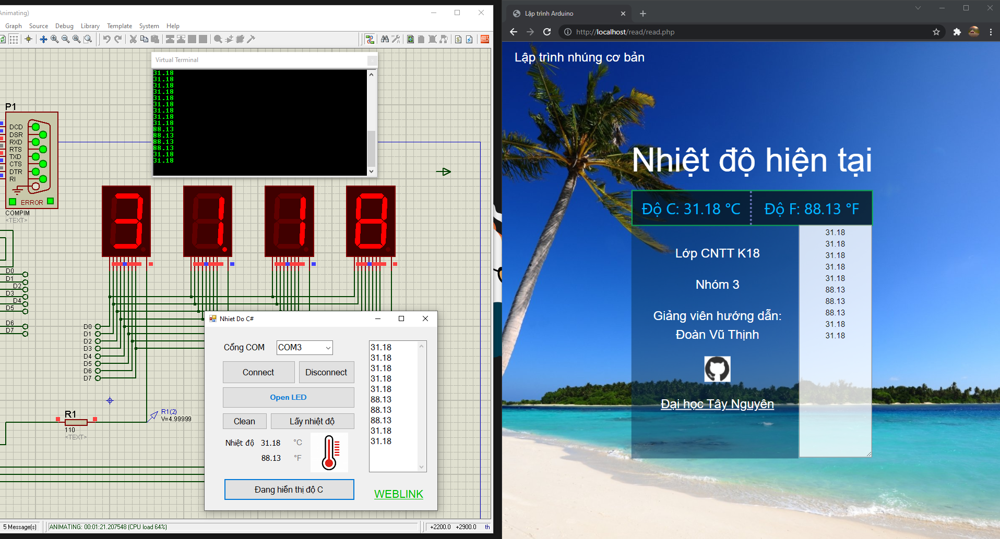 Animating)
Graph Source Debug Library Template System Help
Virtual Terminal
31.18
31.18
31.18
31.18
31.18
31.18
31.18
31.18
31.18
88.13
88.13
88.13
88.13
31.18
31.18
P1
DCD
DSR
RXD
RTS
TXD
CTS
DTR
RI
ERROR
COMPIM
<TEXT>
31.18
D0
D1
D2
D3
D4
D5
D6
D7
D0
D1
D2
D3
D4
D5
D6
D7
R1
110
<TEXT>
R1(2)
V=4.99999
Nhiet Do C#
Cổng COM COM3
Connect Disconnect
Open LED
Clean Lấy nhiệt độ
Nhiệt độ 31.18 °C
88.13 °F
Đang hiển thị độ C
31.18
31.18
31.18
31.18
31.18
88.13
88.13
88.13
31.18
31.18
WEBLINK
5 Message(s) ANIMATING: 00:01:21.207548 (CPU load 64%) +2200.0 +2900.0 th
Lập trình Arduino
http://localhost/read/read.php
Lập trình nhúng cơ bản
Nhiệt độ hiện tại
Độ C: 31.18 °C Độ F: 88.13 °F
Lớp CNTT K18
Nhóm 3
Giảng viên hướng dẫn:
Đoàn Vũ Thịnh
Đại học Tây Nguyên
31.18
31.18
31.18
31.18
31.18
88.13
88.13
88.13
31.18
31.18